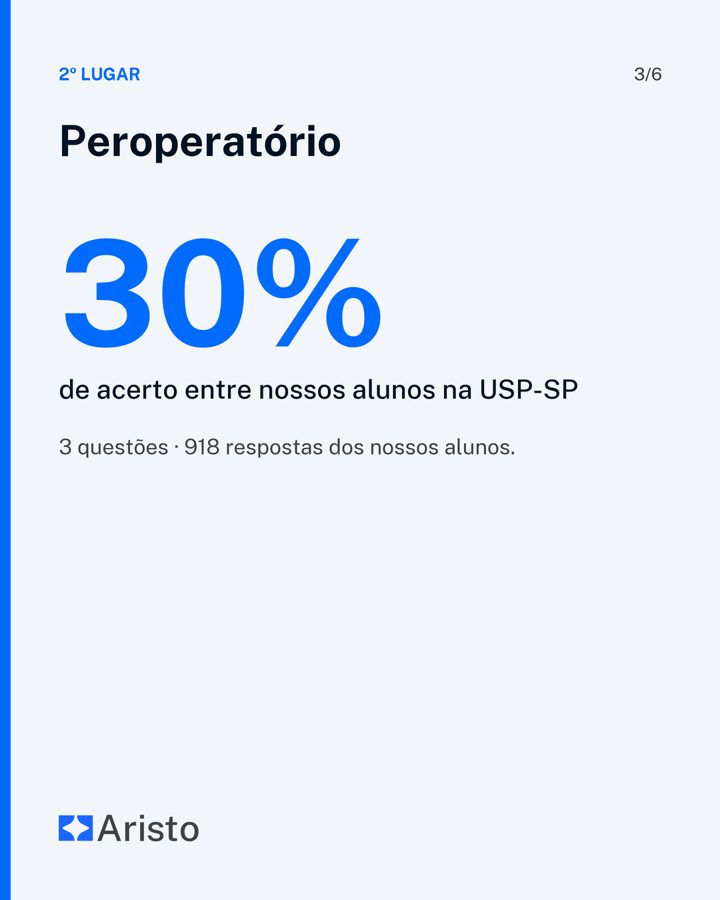 2º LUGAR
3/6
Peroperatório
30%
de acerto entre nossos alunos na USP-SP
3 questões · 918 respostas dos nossos alunos.
Aristo